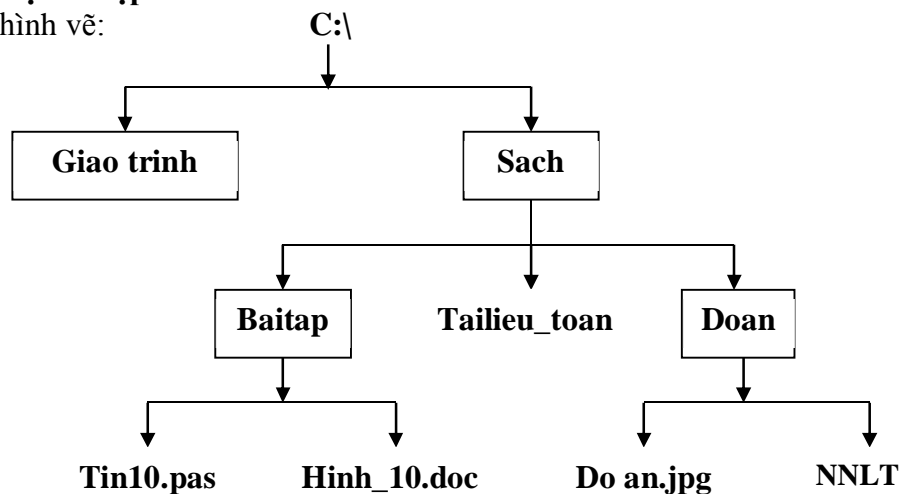 hình vẽ:
C:\
Giao trinh
Sach
Baitap
Tailieu_toan
Doan
Tin10.pas
Hinh_10.doc
Do an.jpg
NNLT